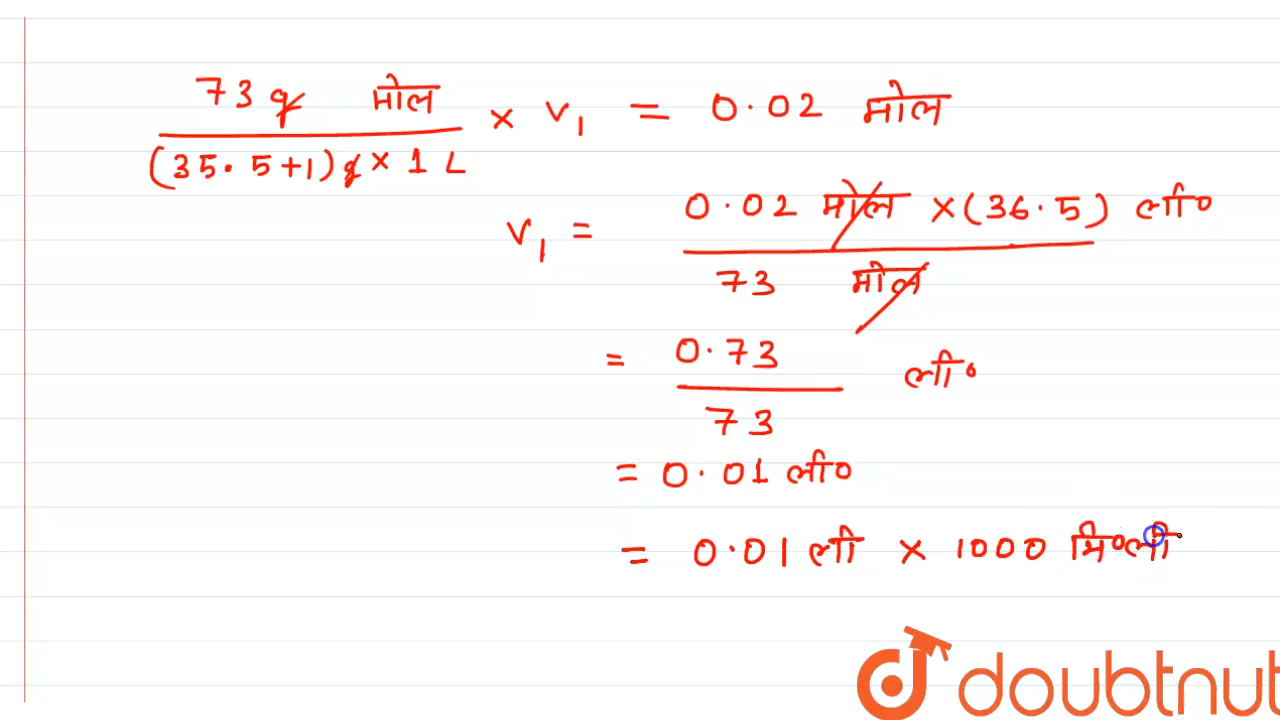 73 g मोल
(35.5+1) g × 1 L × V₁ = 0.02 मोल
V₁ = 0.02 मोल × (36.5) ली०
73 मोल
= 0.73 ली०
73
= 0.01 ली०
= 0.01 ली × 1000 मि०ली
doubtnut